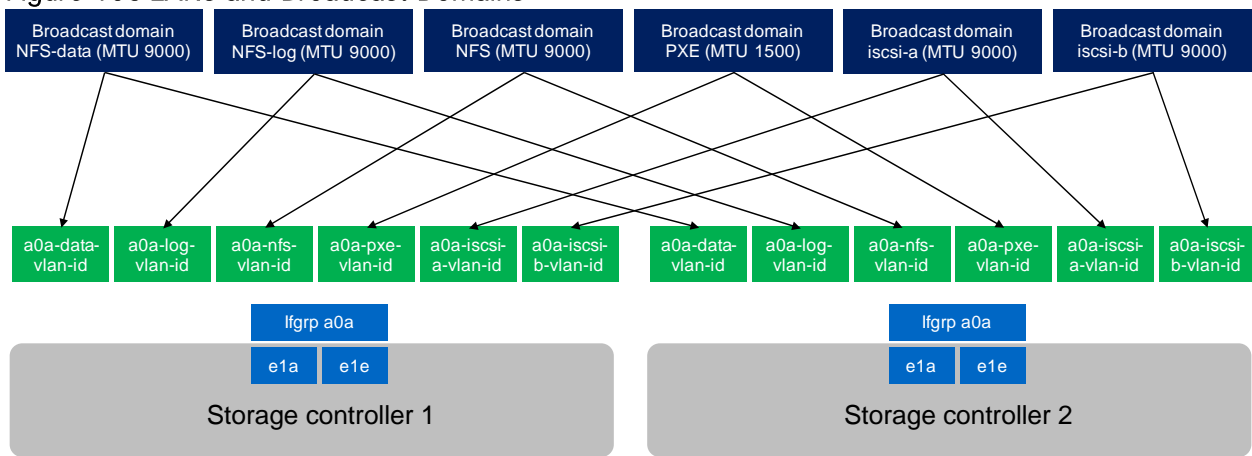 Broadcast domain
NFS-data (MTU 9000)
Broadcast domain
NFS-log (MTU 9000)
Broadcast domain
NFS (MTU 9000)
Broadcast domain
PXE (MTU 1500)
Broadcast domain
iscsi-a (MTU 9000)
Broadcast domain
iscsi-b (MTU 9000)
a0a-data-
vlan-id
a0a-log-
vlan-id
a0a-nfs-
vlan-id
a0a-pxe-
vlan-id
a0a-iscsi-
a-vlan-id
a0a-iscsi-
b-vlan-id
a0a-data-
vlan-id
a0a-log-
vlan-id
a0a-nfs-
vlan-id
a0a-pxe-
vlan-id
a0a-iscsi-
a-vlan-id
a0a-iscsi-
b-vlan-id
Ifgrp a0a
Ifgrp a0a
e1a
e1e
e1a
e1e
Storage controller 1
Storage controller 2